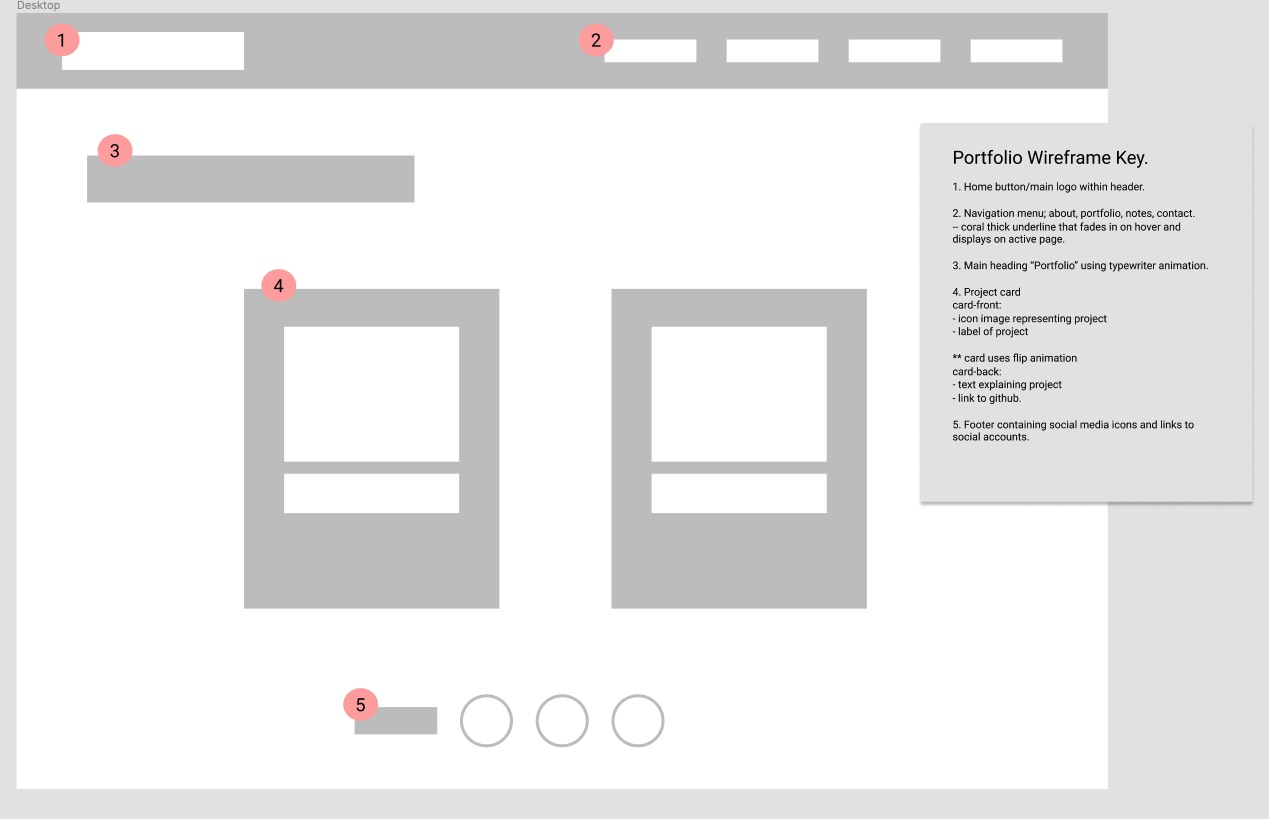 Desktop
1
2
3
4
5
Portfolio Wireframe Key.
1. Home button/main logo within header.
2. Navigation menu; about, portfolio, notes, contact.
-- coral thick underline that fades in on hover and
displays on active page.
3. Main heading “Portfolio” using typewriter animation.
4. Project card
card-front:
- icon image representing project
- label of project
** card uses flip animation
card-back:
- text explaining project
- link to github.
5. Footer containing social media icons and links to
social accounts.